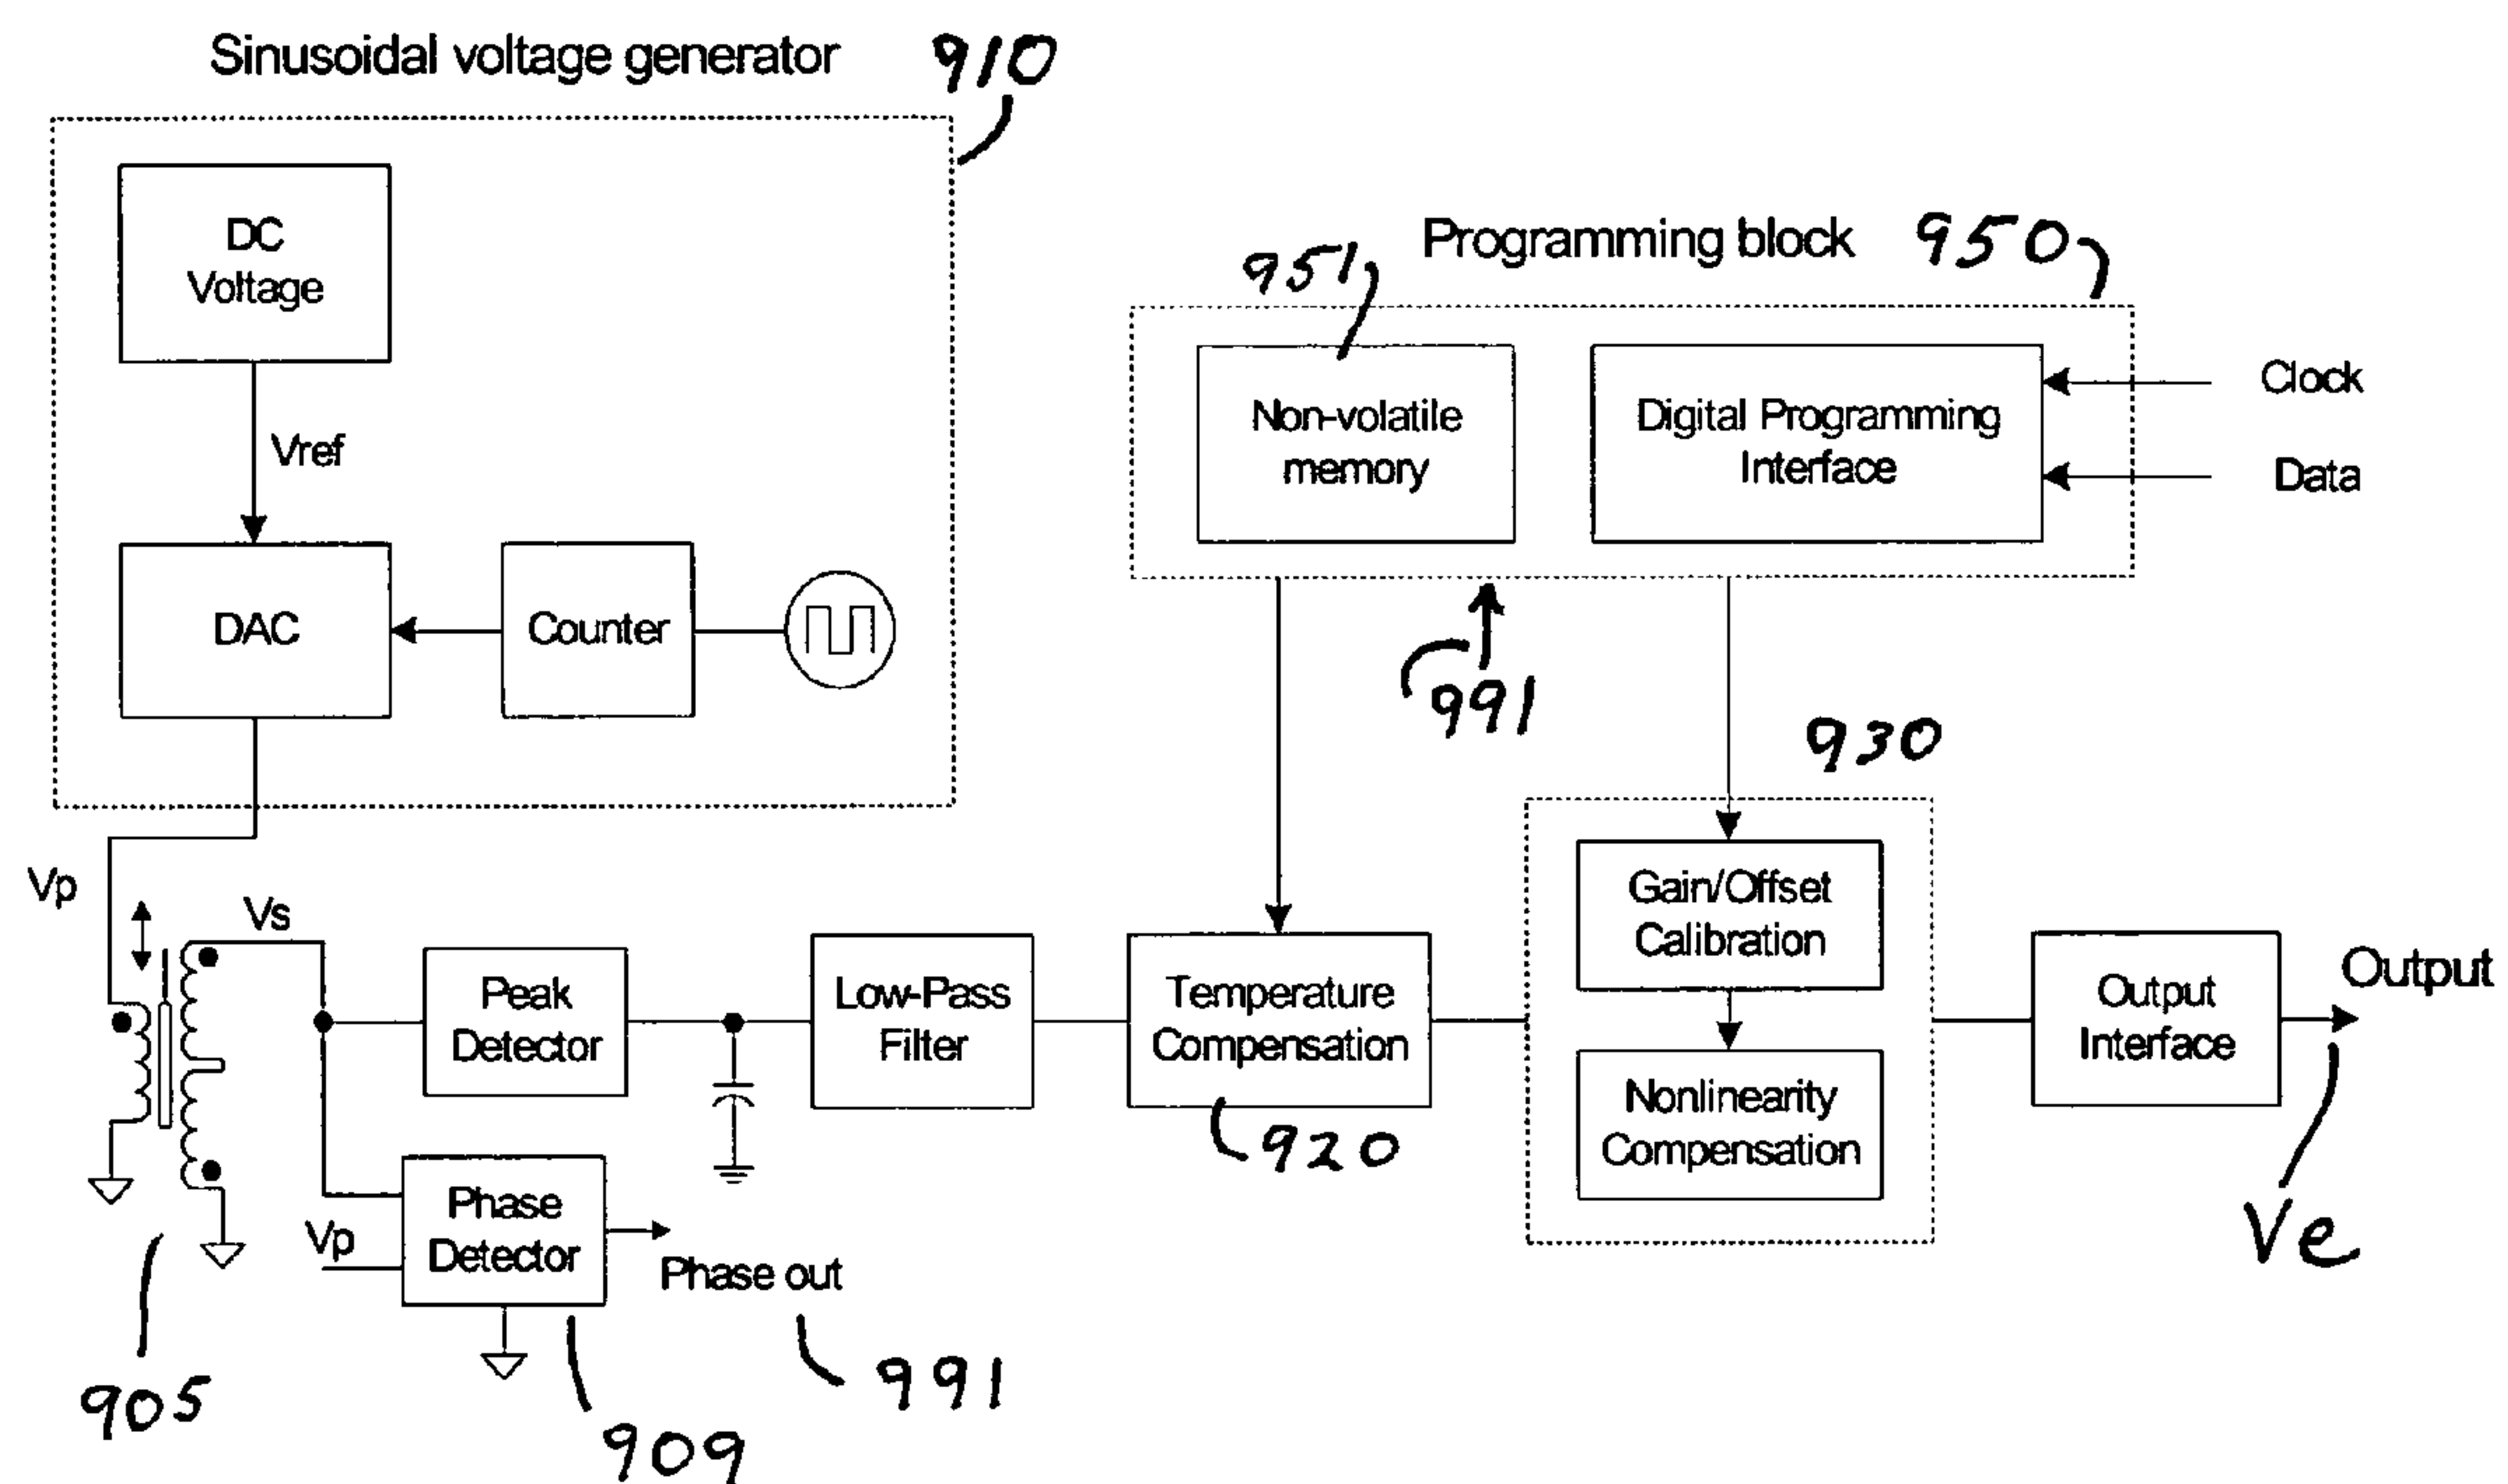 Sinusoidal voltage generator 910
DC
Voltage
Vref
DAC
Counter
Programming block 950
951
Non-volatile
memory
Digital Programming
Interface
Clock
Data
991
930
Vp
Vs
Peak
Detector
Low-Pass
Filter
Temperature
Compensation
920
Gain/Offset
Calibration
Nonlinearity
Compensation
Output
Interface
Output
Ve
Vp
Phase
Detector
Phase out
991
905
909